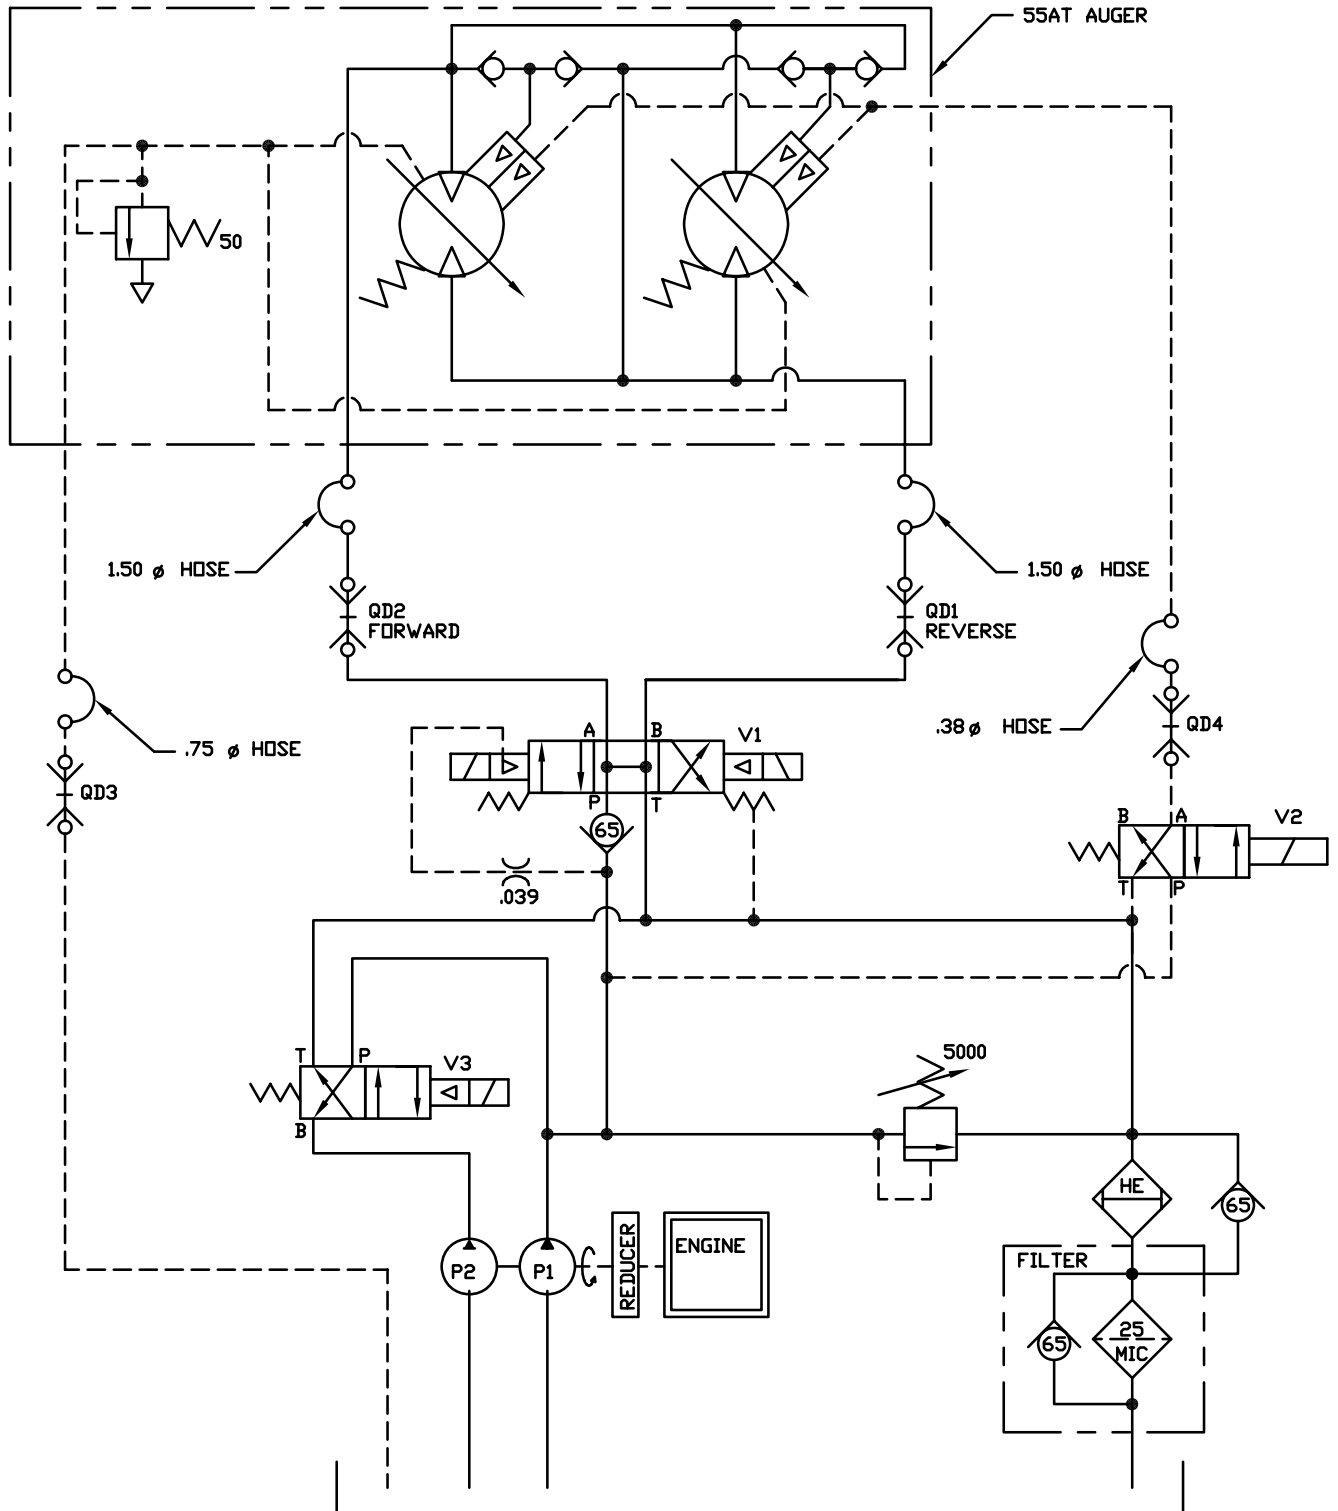 55AT AUGER
50
1.50 ø HOSE
1.50 ø HOSE
QD2
FORWARD
QD1
REVERSE
.75 ø HOSE
.38 ø HOSE
QD4
QD3
A
B
V1
P
T
65
.039
B
A
V2
T
P
T
P
V3
B
5000
HE
65
P2
P1
REDUCER
ENGINE
FILTER
65
25
MIC